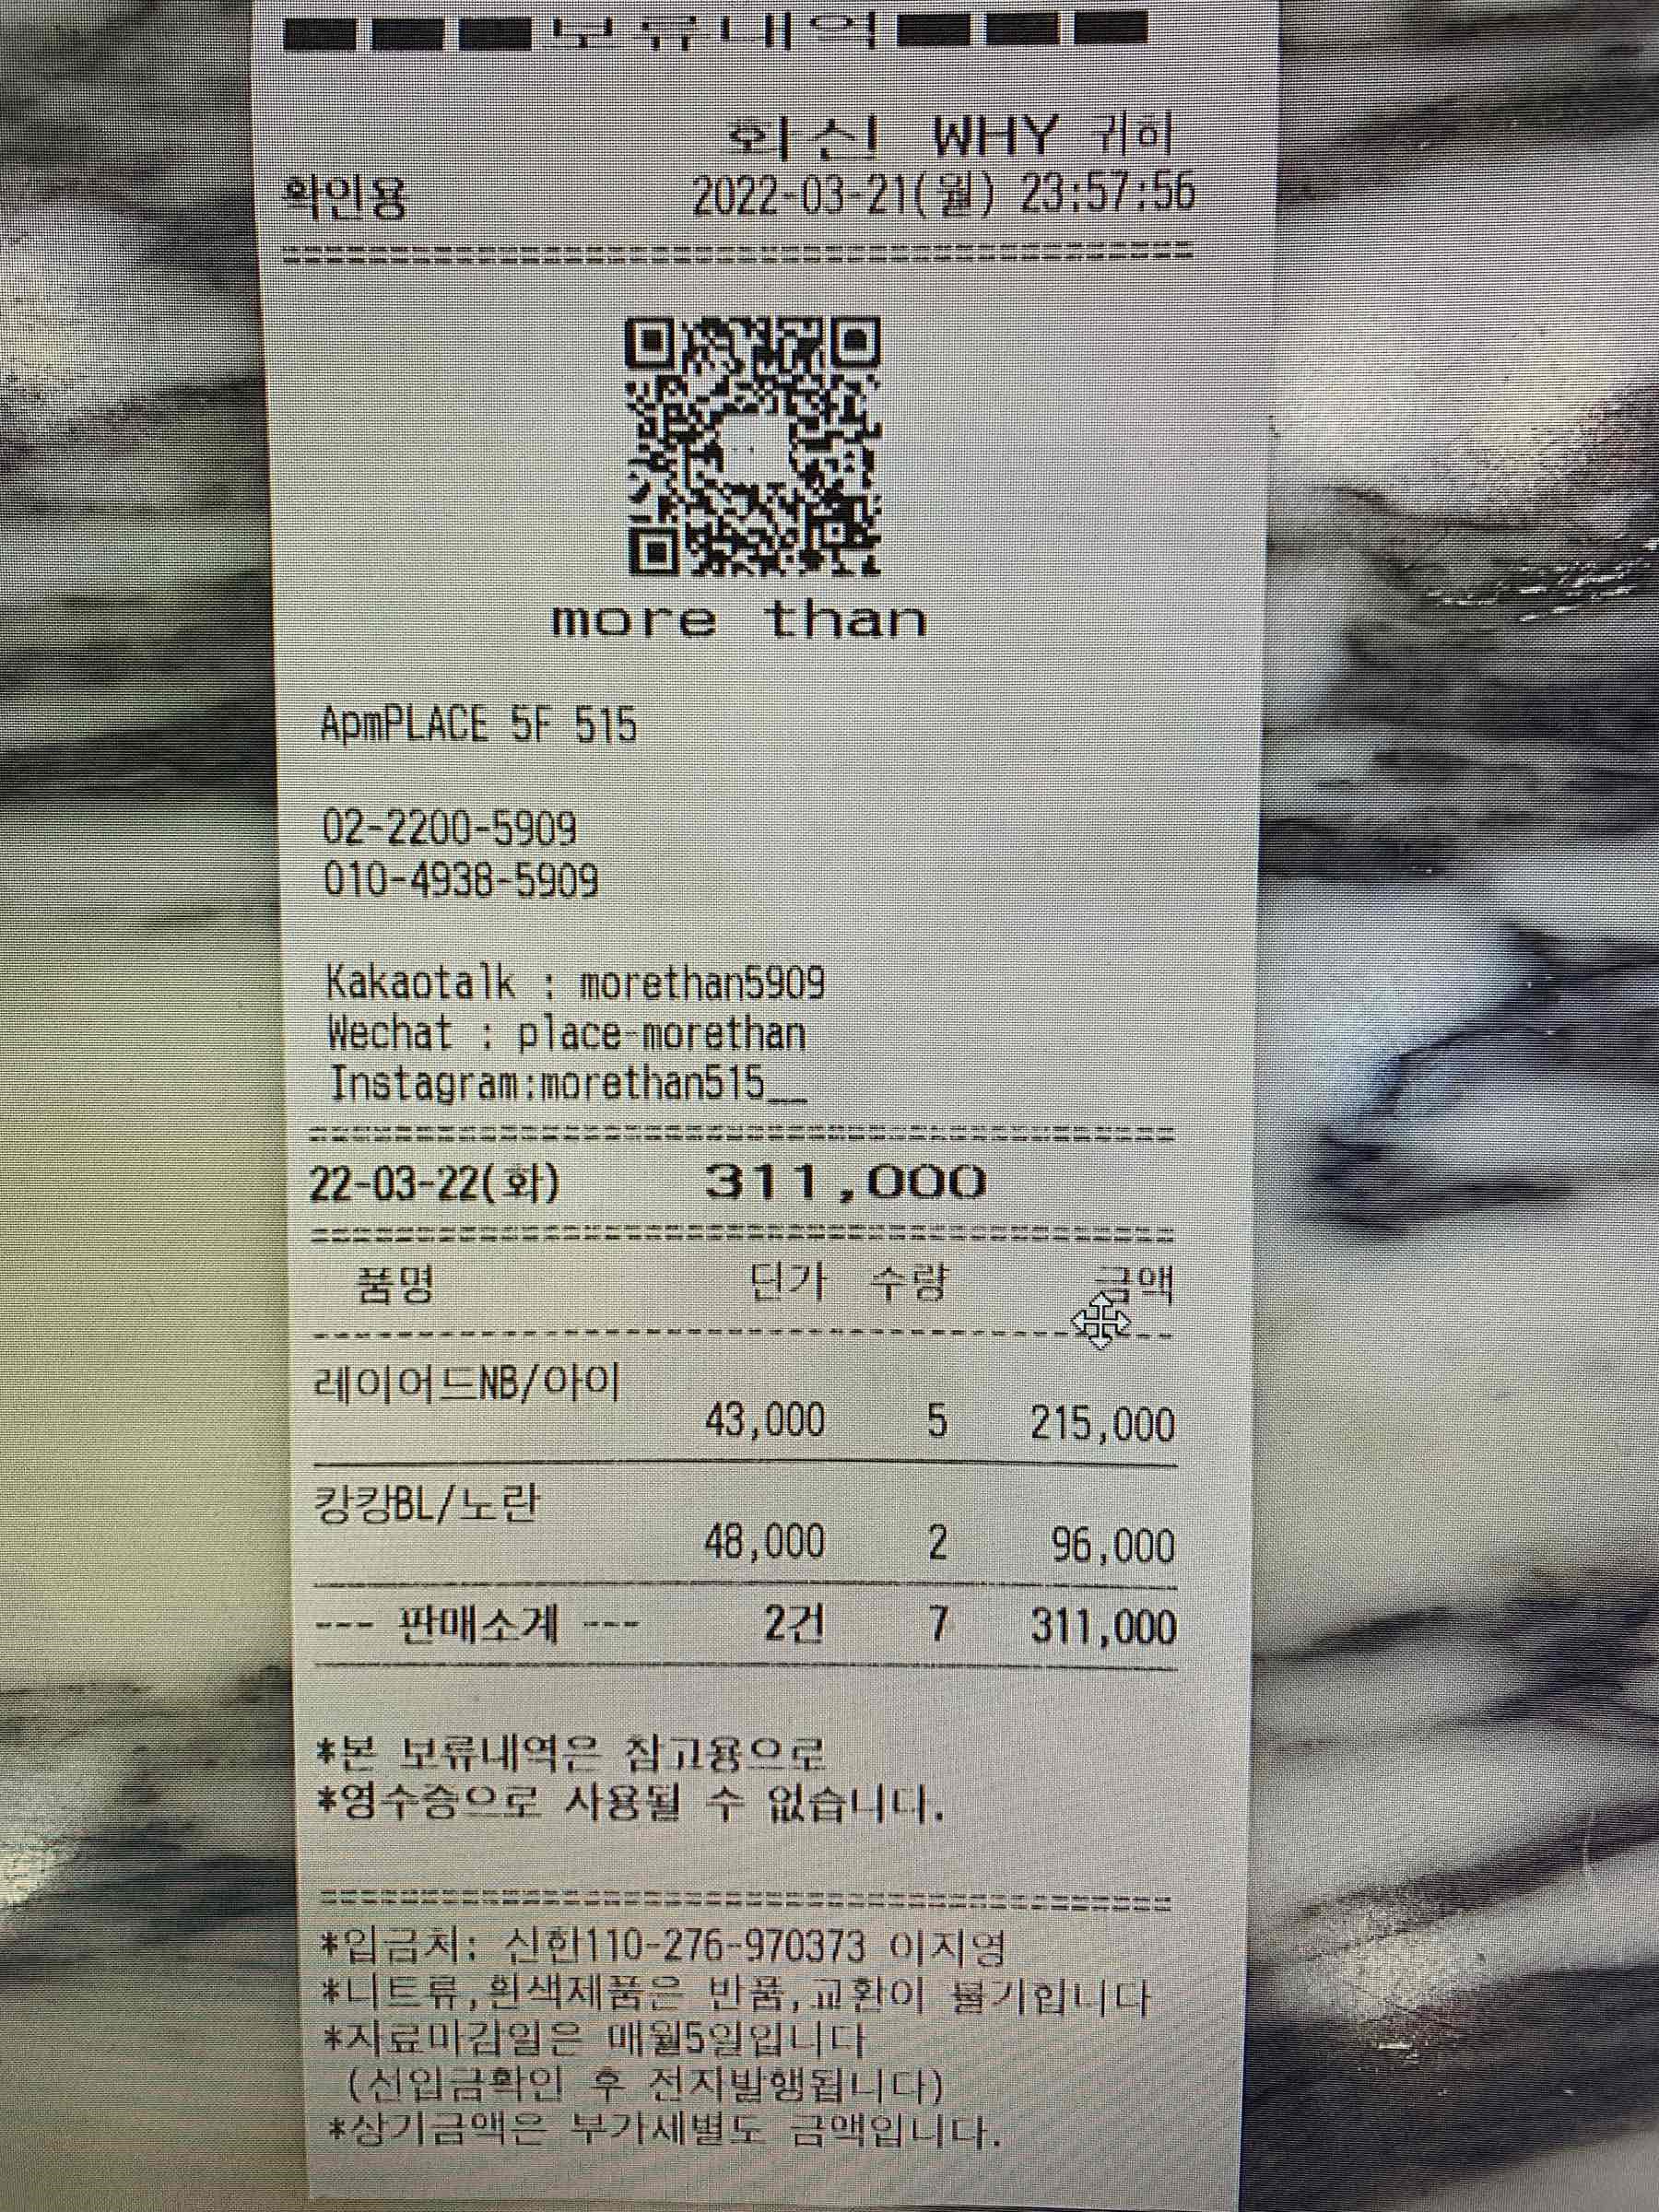 ■■■보류내역■■■
화신 WHY 귀하
확인용 2022-03-21(월) 23:57:56
more than
ApmPLACE 5F 515
02-2200-5909
010-4938-5909
Kakaotalk : morethan5909
Wechat : place-morethan
Instagram:morethan515__
22-03-22(화) 311,000
품명 단가 수량 금액
레이어드NB/아이
43,000 5 215,000
캉캉BL/노란
48,000 2 96,000
--- 판매소계 --- 2건 7 311,000
*본 보류내역은 참고용으로
*영수증으로 사용될 수 없습니다.
*입금처: 신한110-276-970373 이지영
*니트류,흰색제품은 반품,교환이 불가합니다
*자료마감일은 매월5일입니다
(선입금확인 후 전자발행됩니다)
*상기금액은 부가세별도 금액입니다.